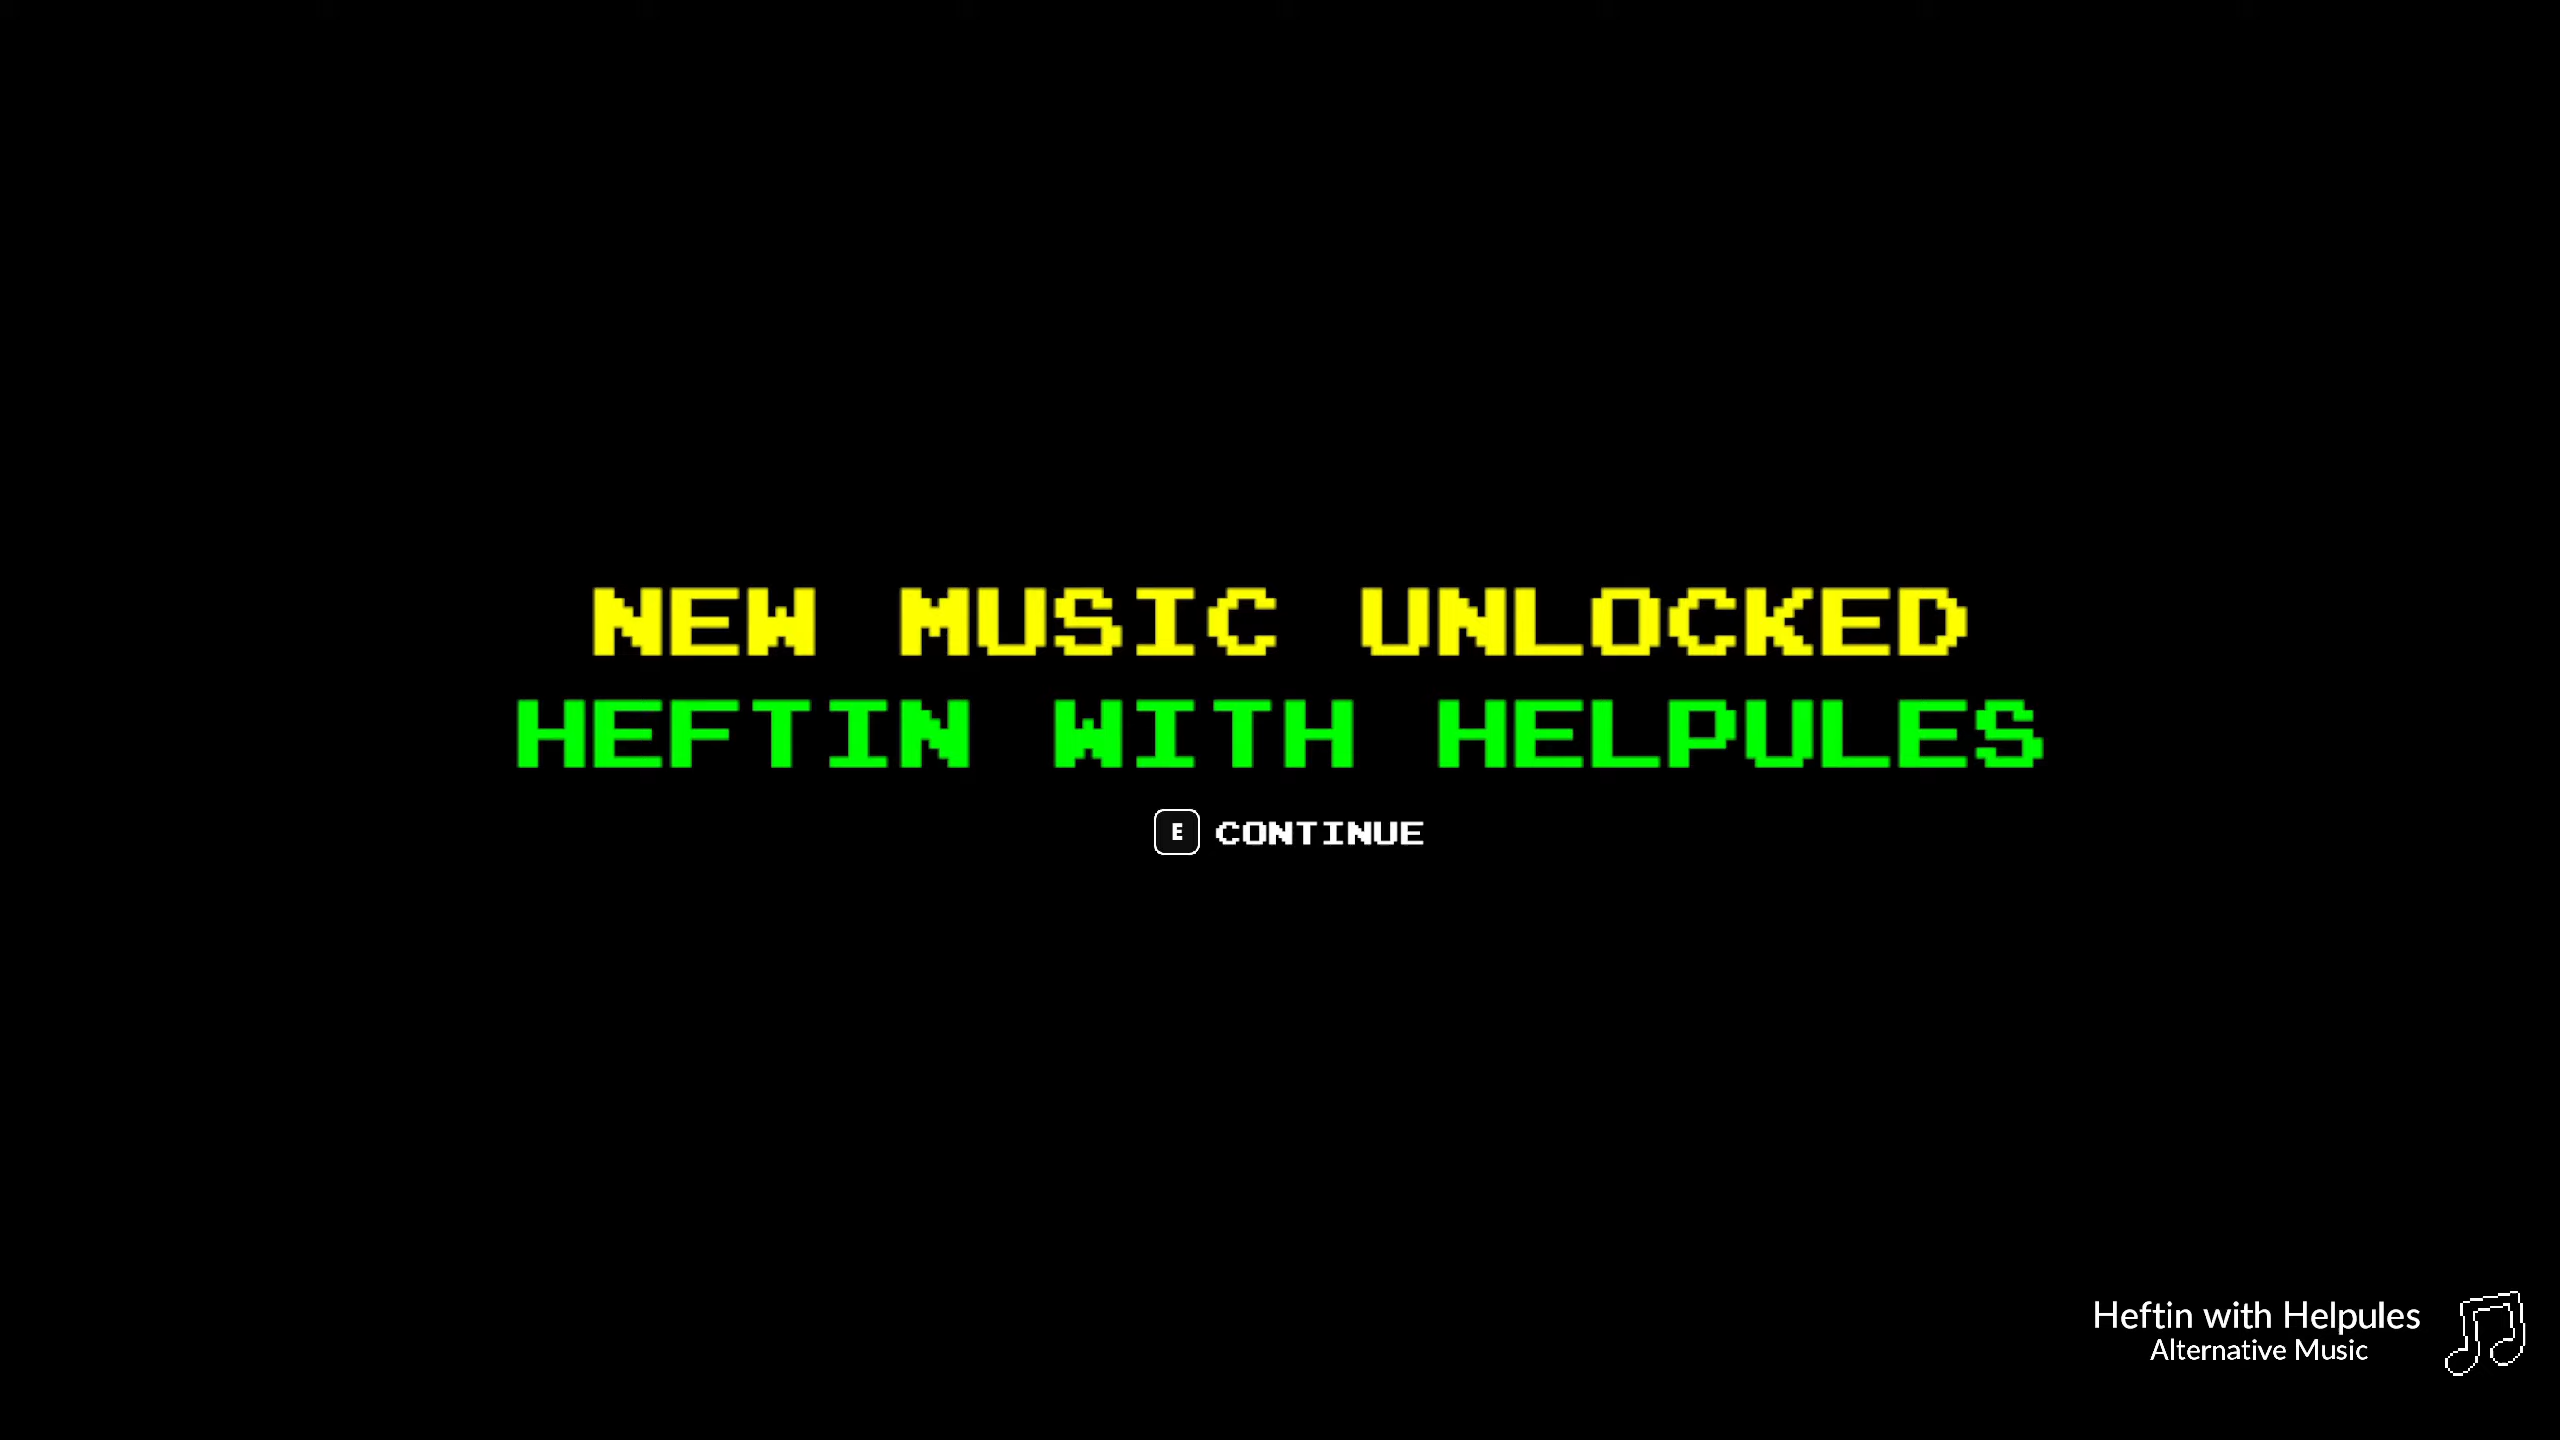 NEW MUSIC UNLOCKED
HEFTIN WITH HELPULES
E CONTINUE
Heftin with Helpules
Alternative Music